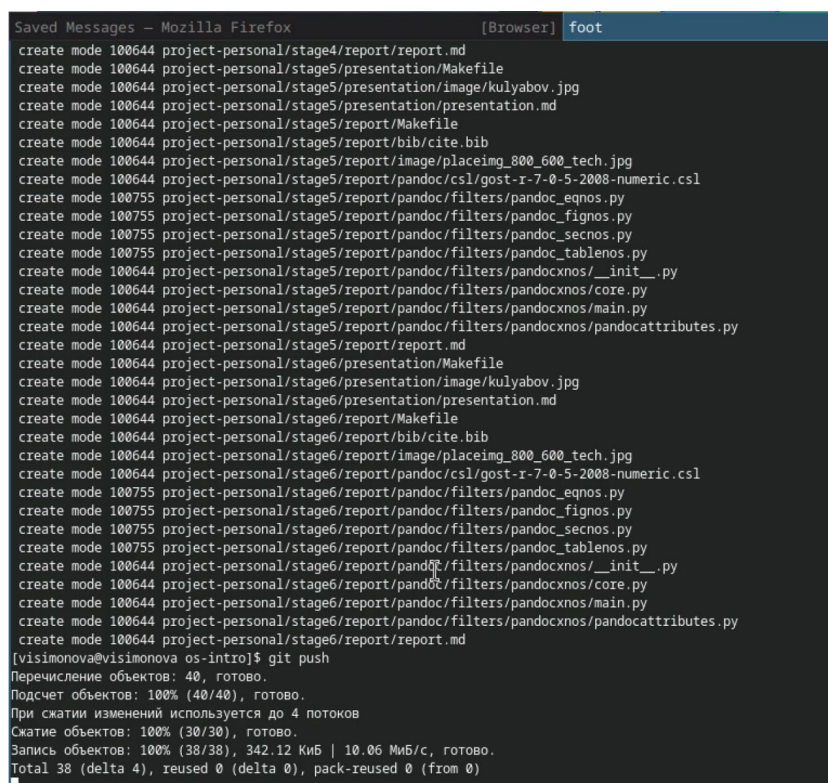 Saved Messages — Mozilla Firefox [Browser] foot
create mode 100644 project-personal/stage4/report/report.md
create mode 100644 project-personal/stage5/presentation/Makefile
create mode 100644 project-personal/stage5/presentation/image/kulyabov.jpg
create mode 100644 project-personal/stage5/presentation/presentation.md
create mode 100644 project-personal/stage5/report/Makefile
create mode 100644 project-personal/stage5/report/bib/cite.bib
create mode 100644 project-personal/stage5/report/image/placeimg_800_600_tech.jpg
create mode 100644 project-personal/stage5/report/pandoc/csl/gost-r-7-0-5-2008-numeric.csl
create mode 100755 project-personal/stage5/report/pandoc/filters/pandoc_eqnos.py
create mode 100755 project-personal/stage5/report/pandoc/filters/pandoc_fignos.py
create mode 100755 project-personal/stage5/report/pandoc/filters/pandoc_secnos.py
create mode 100755 project-personal/stage5/report/pandoc/filters/pandoc_tablenos.py
create mode 100644 project-personal/stage5/report/pandoc/filters/pandocxnos/__init__.py
create mode 100644 project-personal/stage5/report/pandoc/filters/pandocxnos/core.py
create mode 100644 project-personal/stage5/report/pandoc/filters/pandocxnos/main.py
create mode 100644 project-personal/stage5/report/pandoc/filters/pandocxnos/pandocattributes.py
create mode 100644 project-personal/stage5/report/report.md
create mode 100644 project-personal/stage6/presentation/Makefile
create mode 100644 project-personal/stage6/presentation/image/kulyabov.jpg
create mode 100644 project-personal/stage6/presentation/presentation.md
create mode 100644 project-personal/stage6/report/Makefile
create mode 100644 project-personal/stage6/report/bib/cite.bib
create mode 100644 project-personal/stage6/report/image/placeimg_800_600_tech.jpg
create mode 100644 project-personal/stage6/report/pandoc/csl/gost-r-7-0-5-2008-numeric.csl
create mode 100755 project-personal/stage6/report/pandoc/filters/pandoc_eqnos.py
create mode 100755 project-personal/stage6/report/pandoc/filters/pandoc_fignos.py
create mode 100755 project-personal/stage6/report/pandoc/filters/pandoc_secnos.py
create mode 100755 project-personal/stage6/report/pandoc/filters/pandoc_tablenos.py
create mode 100644 project-personal/stage6/report/pandoc/filters/pandocxnos/__init__.py
create mode 100644 project-personal/stage6/report/pandoc/filters/pandocxnos/core.py
create mode 100644 project-personal/stage6/report/pandoc/filters/pandocxnos/main.py
create mode 100644 project-personal/stage6/report/pandoc/filters/pandocxnos/pandocattributes.py
create mode 100644 project-personal/stage6/report/report.md
[visimonova@visimonova os-intro]$ git push
Перечисление объектов: 40, готово.
Подсчет объектов: 100% (40/40), готово.
При сжатии изменений используется до 4 потоков
Сжатие объектов: 100% (30/30), готово.
Запись объектов: 100% (38/38), 342.12 КиБ | 10.06 МиБ/с, готово.
Total 38 (delta 4), reused 0 (delta 0), pack-reused 0 (from 0)